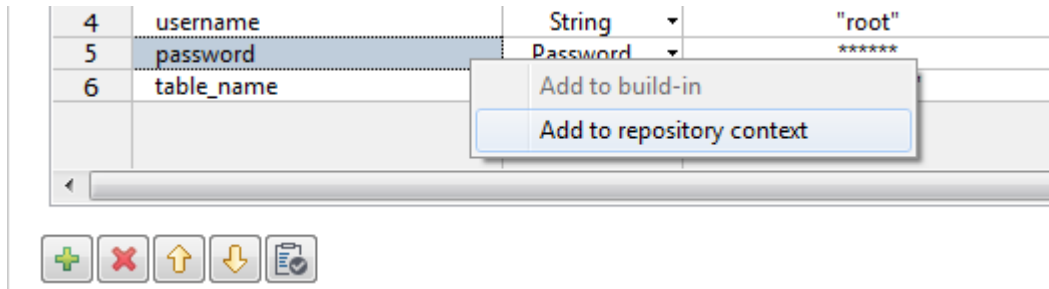 4 username String "root"
5 password Password ******
6 table_name
Add to build-in
Add to repository context